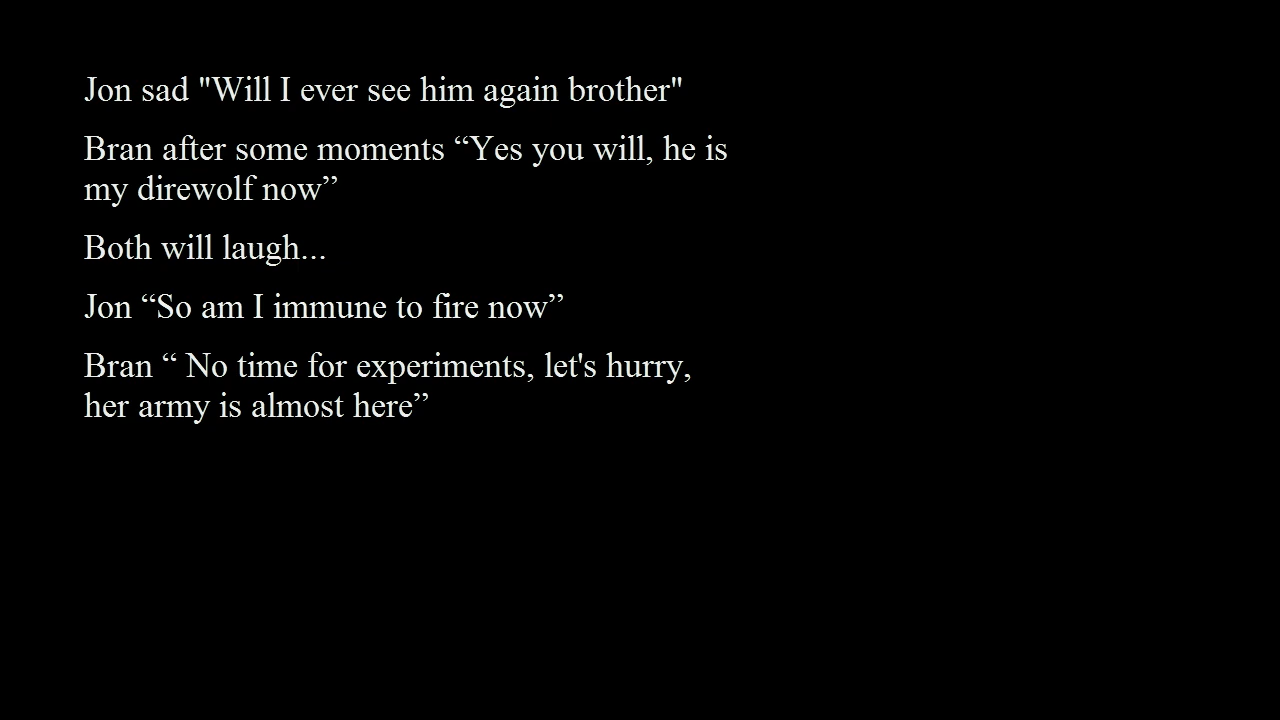 Jon sad "Will I ever see him again brother"
Bran after some moments “Yes you will, he is
my direwolf now”
Both will laugh...
Jon “So am I immune to fire now”
Bran “ No time for experiments, let's hurry,
her army is almost here”